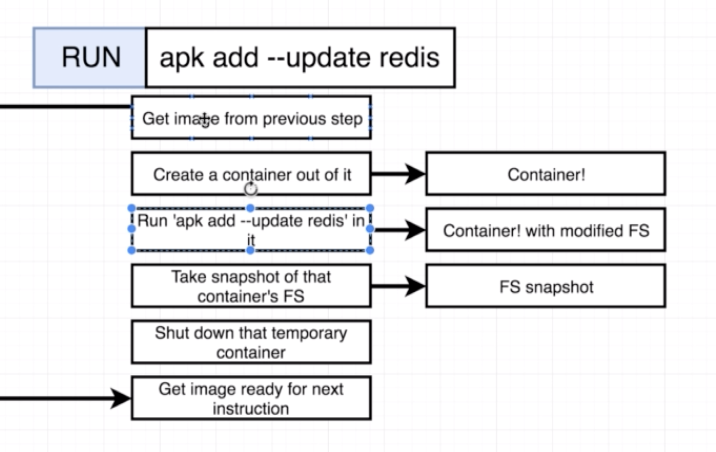 RUN apk add --update redis
Get image from previous step
Create a container out of it
Container!
Run 'apk add --update redis' in
it
Container! with modified FS
Take snapshot of that
container's FS
FS snapshot
Shut down that temporary
container
Get image ready for next
instruction